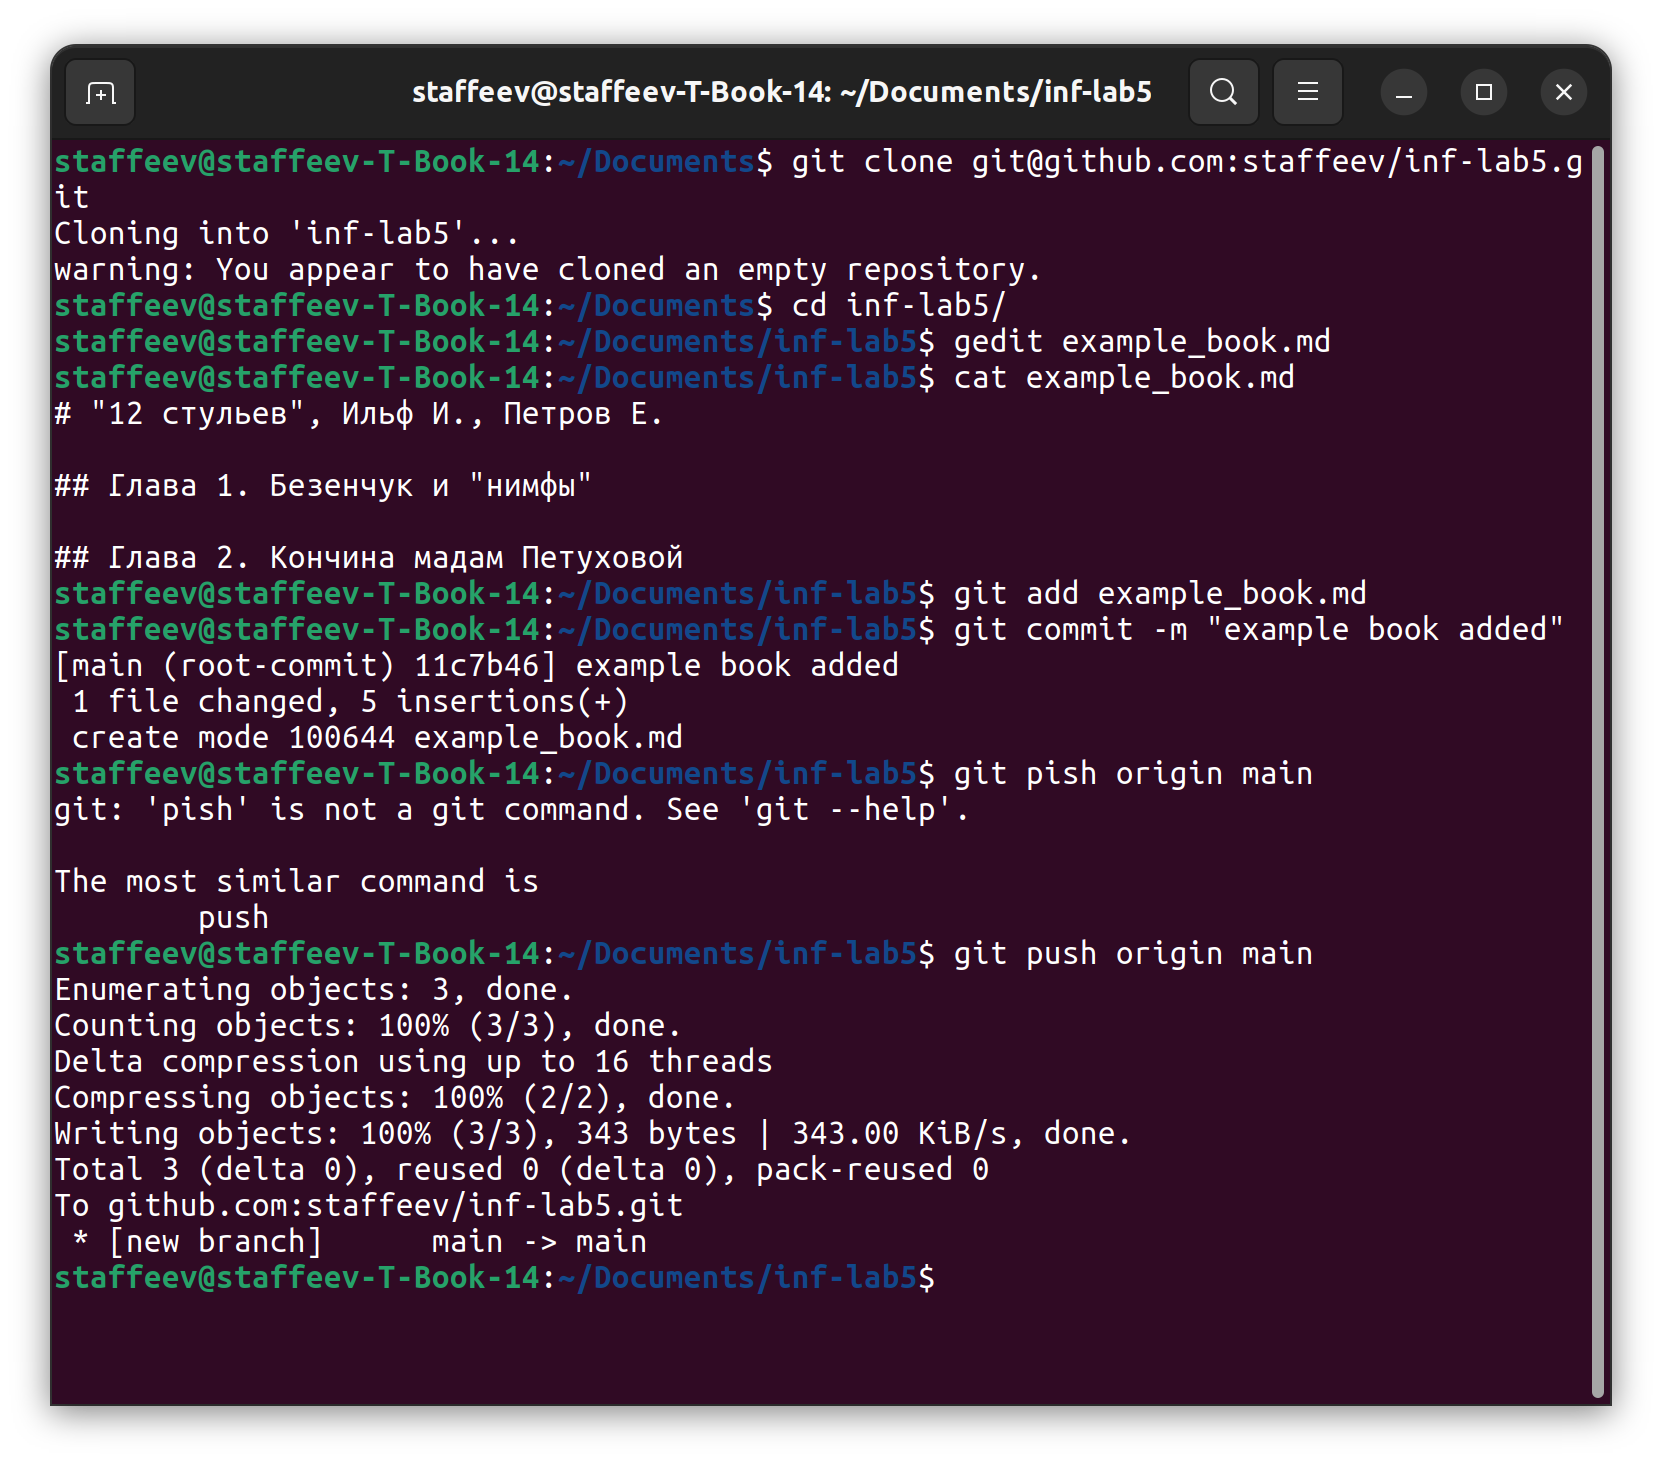 staffeev@staffeev-T-Book-14: ~/Documents/inf-lab5
staffeev@staffeev-T-Book-14:~/Documents$ git clone git@github.com:staffeev/inf-lab5.g
it
Cloning into 'inf-lab5'...
warning: You appear to have cloned an empty repository.
staffeev@staffeev-T-Book-14:~/Documents$ cd inf-lab5/
staffeev@staffeev-T-Book-14:~/Documents/inf-lab5$ gedit example_book.md
staffeev@staffeev-T-Book-14:~/Documents/inf-lab5$ cat example_book.md
# "12 стульев", Ильф И., Петров Е.

## Глава 1. Безенчук и "нимфы"

## Глава 2. Кончина мадам Петуховой
staffeev@staffeev-T-Book-14:~/Documents/inf-lab5$ git add example_book.md
staffeev@staffeev-T-Book-14:~/Documents/inf-lab5$ git commit -m "example book added"
[main (root-commit) 11c7b46] example book added
 1 file changed, 5 insertions(+)
 create mode 100644 example_book.md
staffeev@staffeev-T-Book-14:~/Documents/inf-lab5$ git pish origin main
git: 'pish' is not a git command. See 'git --help'.

The most similar command is
        push
staffeev@staffeev-T-Book-14:~/Documents/inf-lab5$ git push origin main
Enumerating objects: 3, done.
Counting objects: 100% (3/3), done.
Delta compression using up to 16 threads
Compressing objects: 100% (2/2), done.
Writing objects: 100% (3/3), 343 bytes | 343.00 KiB/s, done.
Total 3 (delta 0), reused 0 (delta 0), pack-reused 0
To github.com:staffeev/inf-lab5.git
 * [new branch]      main -> main
staffeev@staffeev-T-Book-14:~/Documents/inf-lab5$